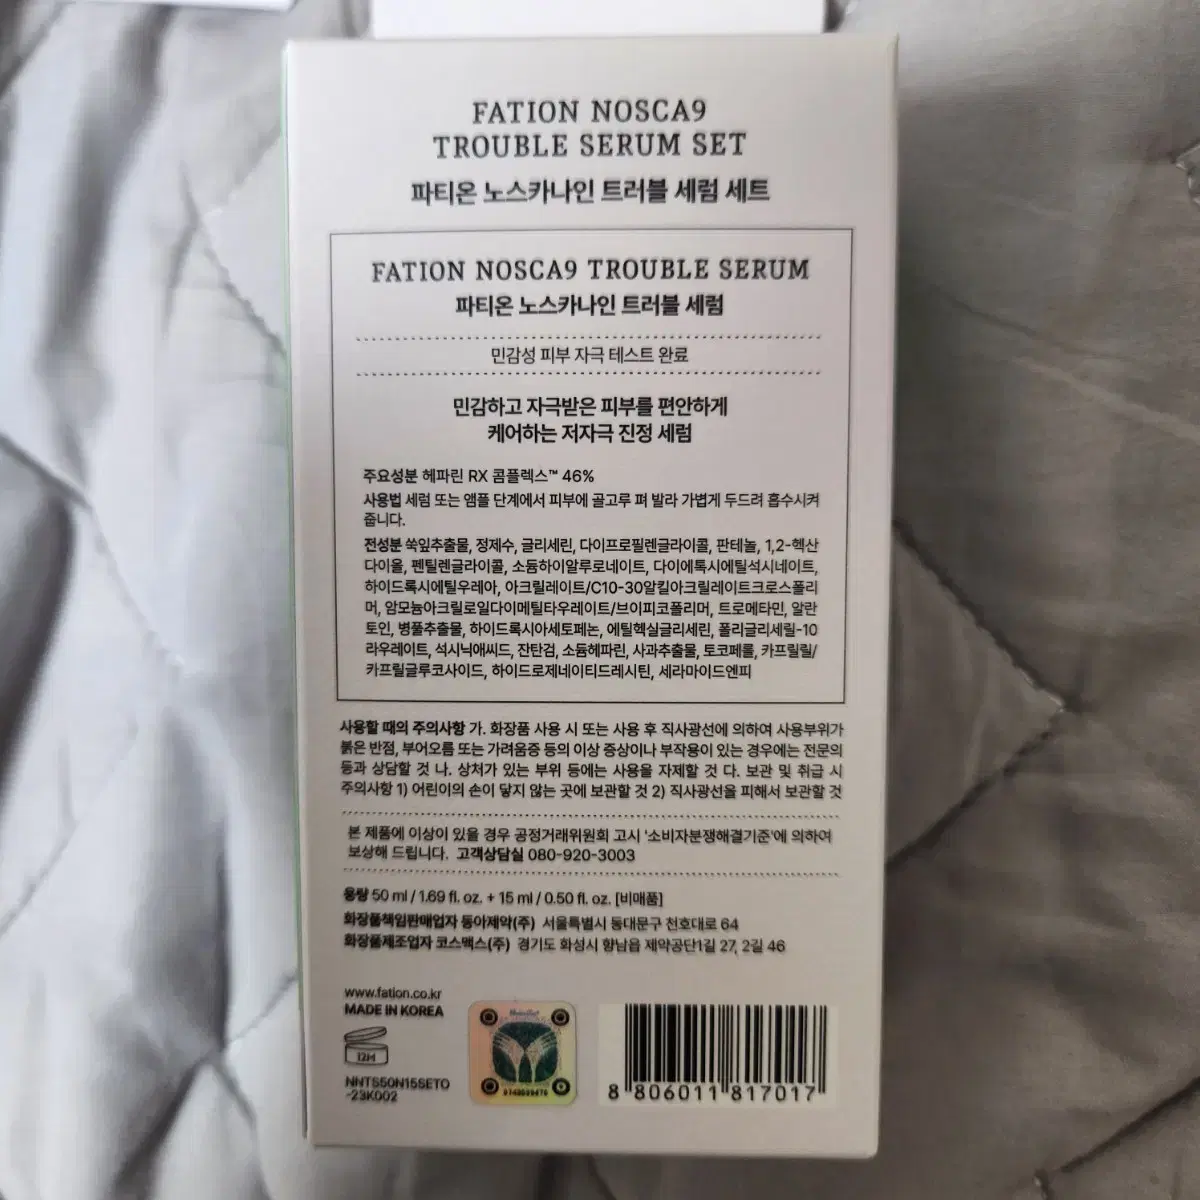 FATION NOSCA9
TROUBLE SERUM SET
파티온 노스카나인 트러블 세럼 세트
FATION NOSCA9 TROUBLE SERUM
파티온 노스카나인 트러블 세럼
민감성 피부 자극 테스트 완료
민감하고 자극받은 피부를 편안하게
케어하는 저자극 진정 세럼
주요성분 헤파린 RX 콤플렉스™ 46%
사용법 세럼 또는 앰플 단계에서 피부에 골고루 펴 발라 가볍게 두드려 흡수시켜
줍니다.
전성분 쑥잎추출물, 정제수, 글리세린, 다이프로필렌글라이콜, 판테놀, 1,2-헥산
다이올, 펜틸렌글라이콜, 소듐하이알루로네이트, 다이에톡시에틸석시네이트,
하이드록시에틸우레아, 아크릴레이트/C10-30알킬아크릴레이트크로스폴리
머, 암모늄아크릴로일다이메틸타우레이트/브이피코폴리머, 트로메타민, 알란
토인, 병풀추출물, 하이드록시아세토페논, 에틸헥실글리세린, 폴리글리세릴-10
라우레이트, 석시닉애씨드, 잔탄검, 소듐헤파린, 사과추출물, 토코페롤, 카프릴릴/
카프릴글루코사이드, 하이드로제네이티드레시틴, 세라마이드엔피
사용할 때의 주의사항 가. 화장품 사용 시 또는 사용 후 직사광선에 의하여 사용부위가
붉은 반점, 부어오름 또는 가려움증 등의 이상 증상이나 부작용이 있는 경우에는 전문의
등과 상담할 것 나. 상처가 있는 부위 등에는 사용을 자제할 것 다. 보관 및 취급 시
주의사항 1) 어린이의 손이 닿지 않는 곳에 보관할 것 2) 직사광선을 피해서 보관할 것
본 제품에 이상이 있을 경우 공정거래위원회 고시 '소비자분쟁해결기준'에 의하여
보상해 드립니다. 고객상담실 080-920-3003
용량 50 ml / 1.69 fl. oz. + 15 ml / 0.50 fl. oz. [비매품]
화장품책임판매업자 동아제약(주) 서울특별시 동대문구 천호대로 64
화장품제조업자 코스맥스(주) 경기도 화성시 향남읍 제약공단1길 27, 2길 46
www.fation.co.kr
MADE IN KOREA
12M
NNTS50N15SETO
-23K002
8 806011 817017